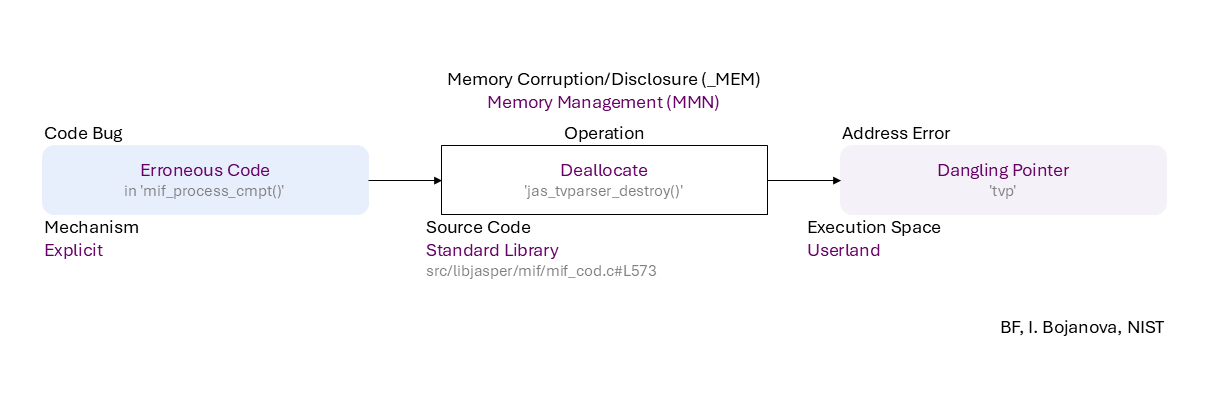 Memory Corruption/Disclosure (_MEM)
Memory Management (MMN)
Code Bug
Operation
Address Error
Erroneous Code
in 'mif_process_cmpt()'
Deallocate
'jas_tvparser_destroy()'
Dangling Pointer
'tvp'
Mechanism
Explicit
Source Code
Standard Library
src/libjasper/mif/mif_cod.c#L573
Execution Space
Userland
BF, I. Bojanova, NIST